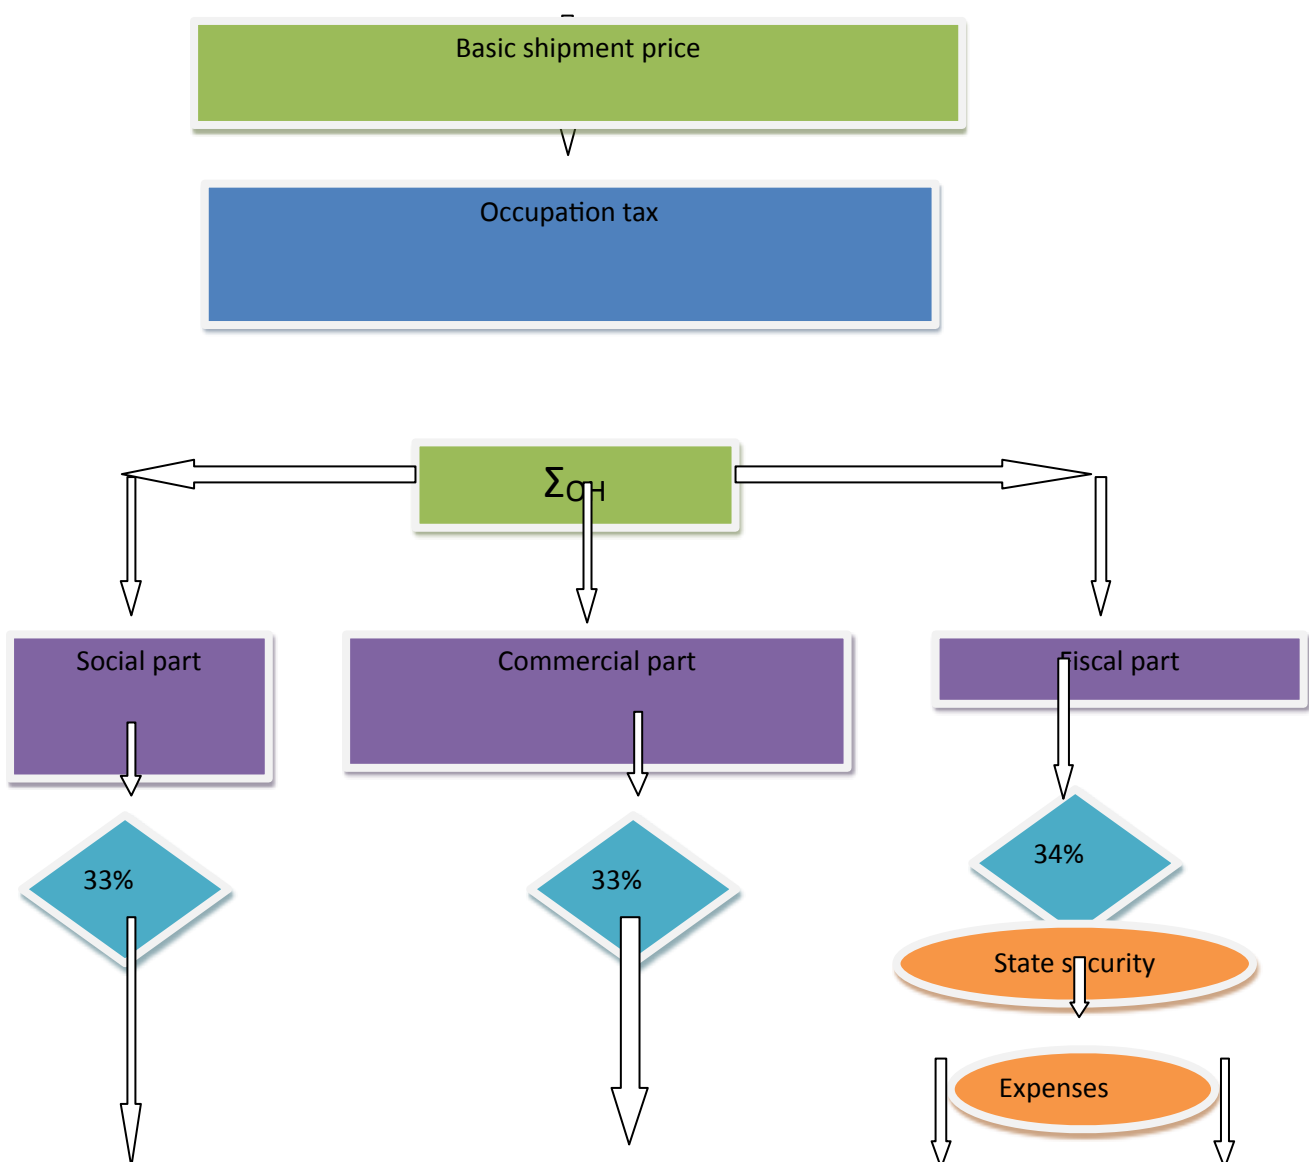 Basic shipment price
Occupation tax
ΣOH
Social part
Commercial part
Fiscal part
33%
33%
34%
State security
Expenses